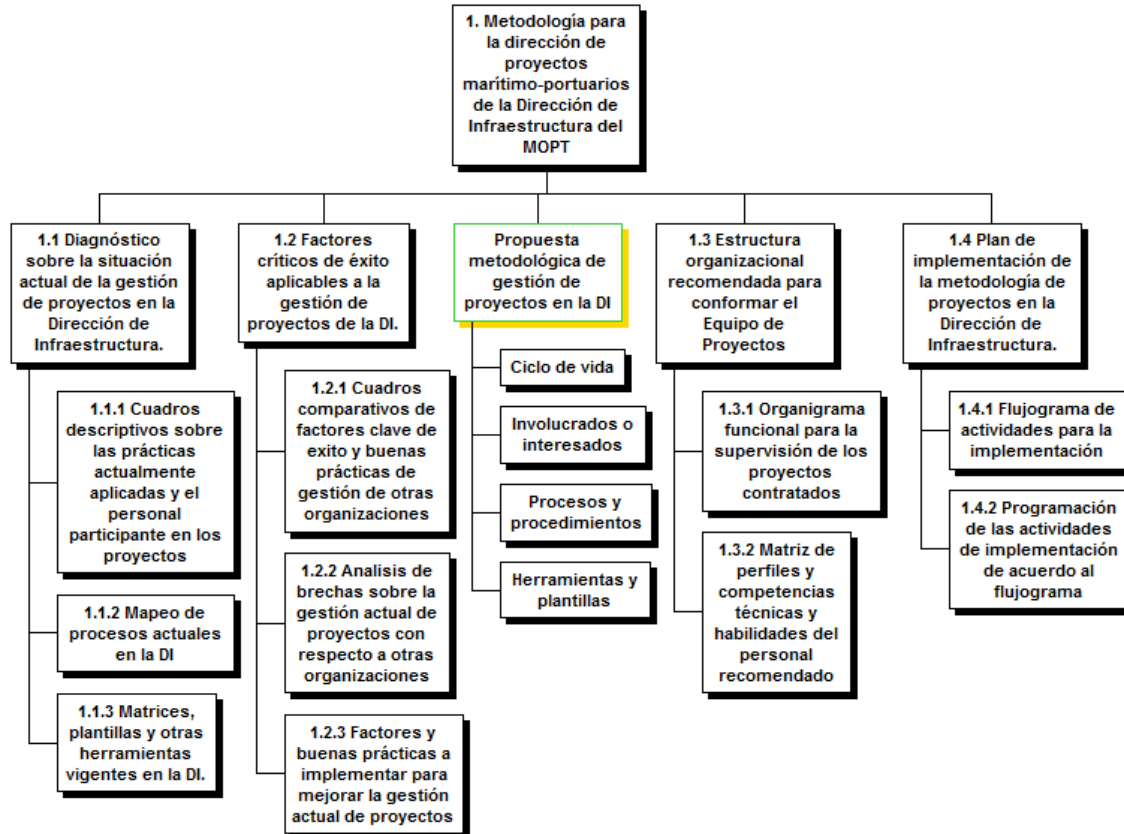 1. Metodología para
la dirección de
proyectos
marítimo-portuarios
de la Dirección de
Infraestructura del
MOPT
1.1 Diagnóstico
sobre la situación
actual de la gestión
de proyectos en la
Dirección de
Infraestructura.
1.1.1 Cuadros
descriptivos sobre
las prácticas
actualmente
aplicadas y el
personal
participante en los
proyectos
1.1.2 Mapeo de
procesos actuales
en la DI
1.1.3 Matrices,
plantillas y otras
herramientas
vigentes en la DI.
1.2 Factores
críticos de éxito
aplicables a la
gestión de
proyectos de la DI.
1.2.1 Cuadros
comparativos de
factores clave de
exito y buenas
prácticas de
gestión de otras
organizaciones
1.2.2 Analisis de
brechas sobre la
gestión actual de
proyectos con
respecto a otras
organizaciones
1.2.3 Factores y
buenas prácticas a
implementar para
mejorar la gestión
actual de proyectos
Propuesta
metodológica de
gestión de
proyectos en la DI
Ciclo de vida
Involucrados o
interesados
Procesos y
procedimientos
Herramientas y
plantillas
1.3 Estructura
organizacional
recomendada para
conformar el
Equipo de
Proyectos
1.3.1 Organigrama
funcional para la
supervisión de los
proyectos
contratados
1.3.2 Matriz de
perfiles y
competencias
técnicas y
habilidades del
personal
recomendado
1.4 Plan de
implementación de
la metodología de
proyectos en la
Dirección de
Infraestructura.
1.4.1 Flujograma de
actividades para la
implementación
1.4.2 Programación
de las actividades
de implementación
de acuerdo al
flujograma